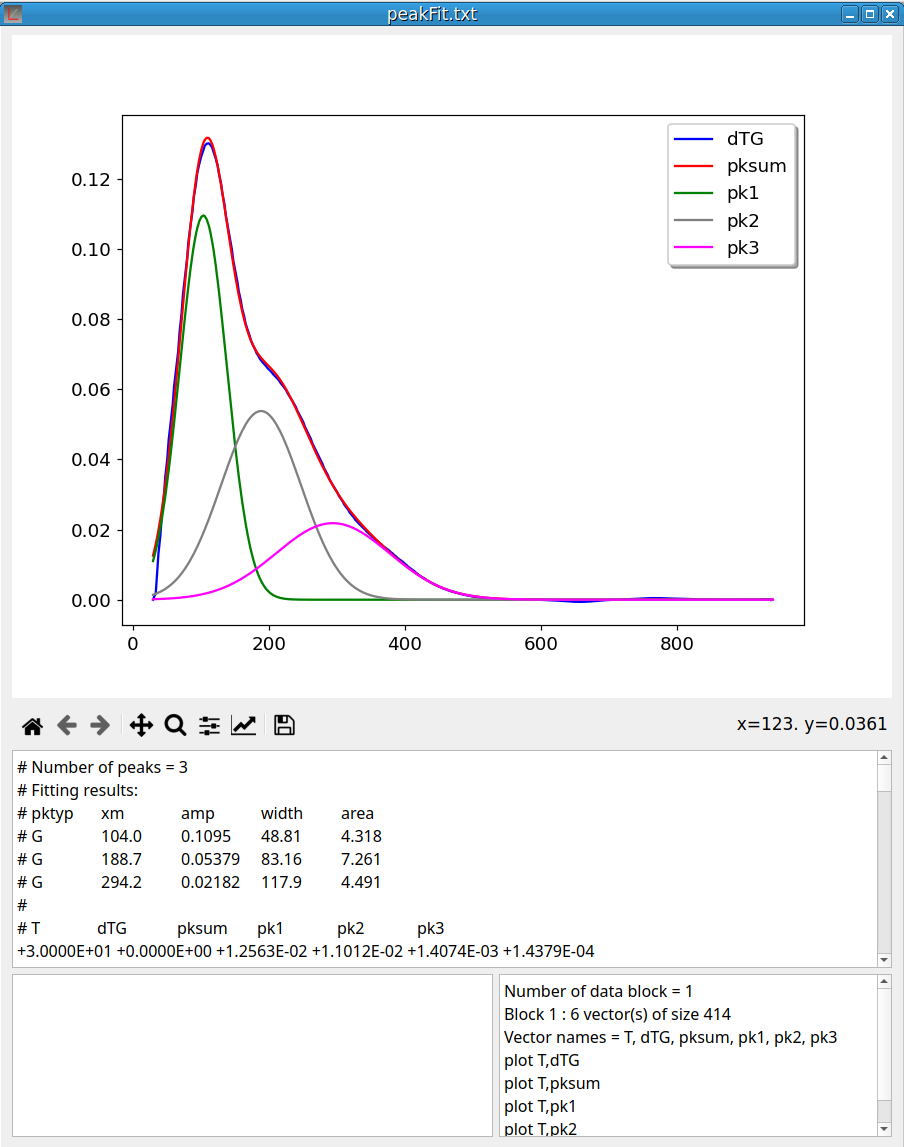 peakFit.txt
dTG
pksum
pk1
pk2
pk3
0.12
0.10
0.08
0.06
0.04
0.02
0.00
0 200 400 600 800
x=123. y=0.0361
# Number of peaks = 3
# Fitting results:
# pktyp xm amp width area
# G 104.0 0.1095 48.81 4.318
# G 188.7 0.05379 83.16 7.261
# G 294.2 0.02182 117.9 4.491
#
# T dTG pksum pk1 pk2 pk3
+3.0000E+01 +0.0000E+00 +1.2563E-02 +1.1012E-02 +1.4074E-03 +1.4379E-04
Number of data block = 1
Block 1 : 6 vector(s) of size 414
Vector names = T, dTG, pksum, pk1, pk2, pk3
plot T,dTG
plot T,pksum
plot T,pk1
plot T,pk2